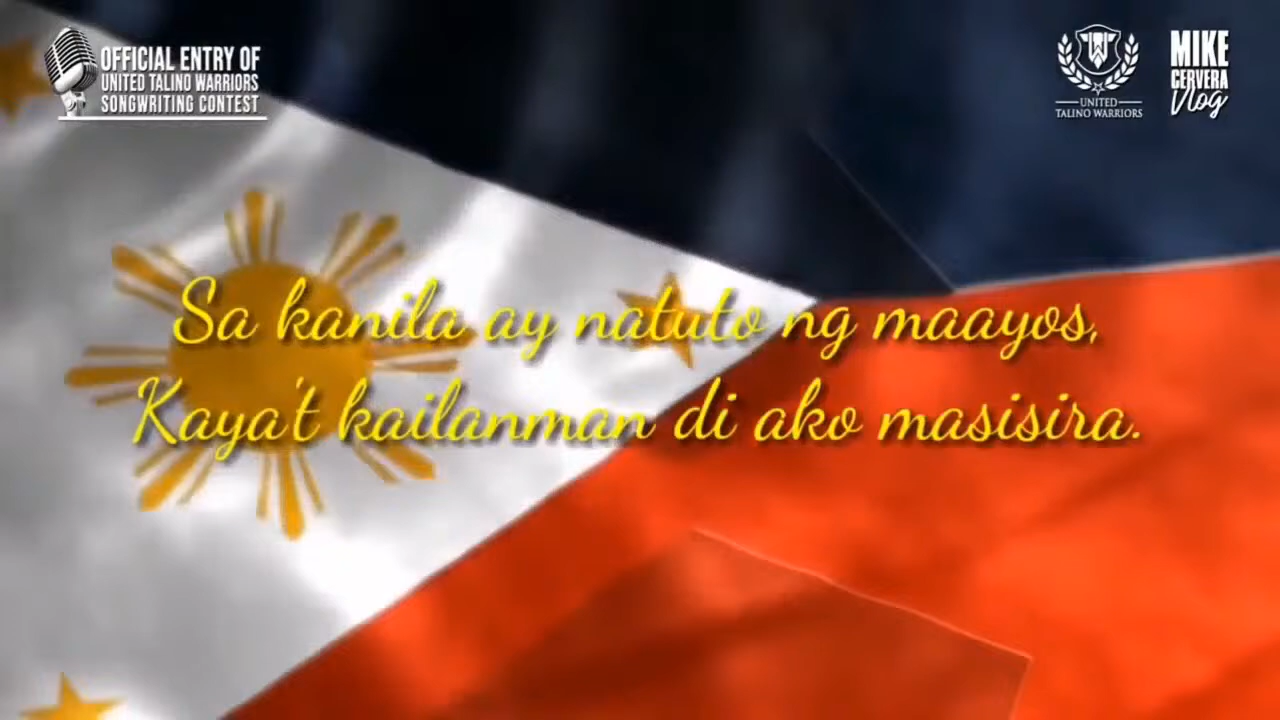 OFFICIAL ENTRY OF
UNITED TALINO WARRIORS
SONGWRITING CONTEST
UNITED
TALINO WARRIORS
MIKE
CERVERA
Vlog
Sa kanila ay natuto ng maayos,
Kaya't kailanman di ako masisira.